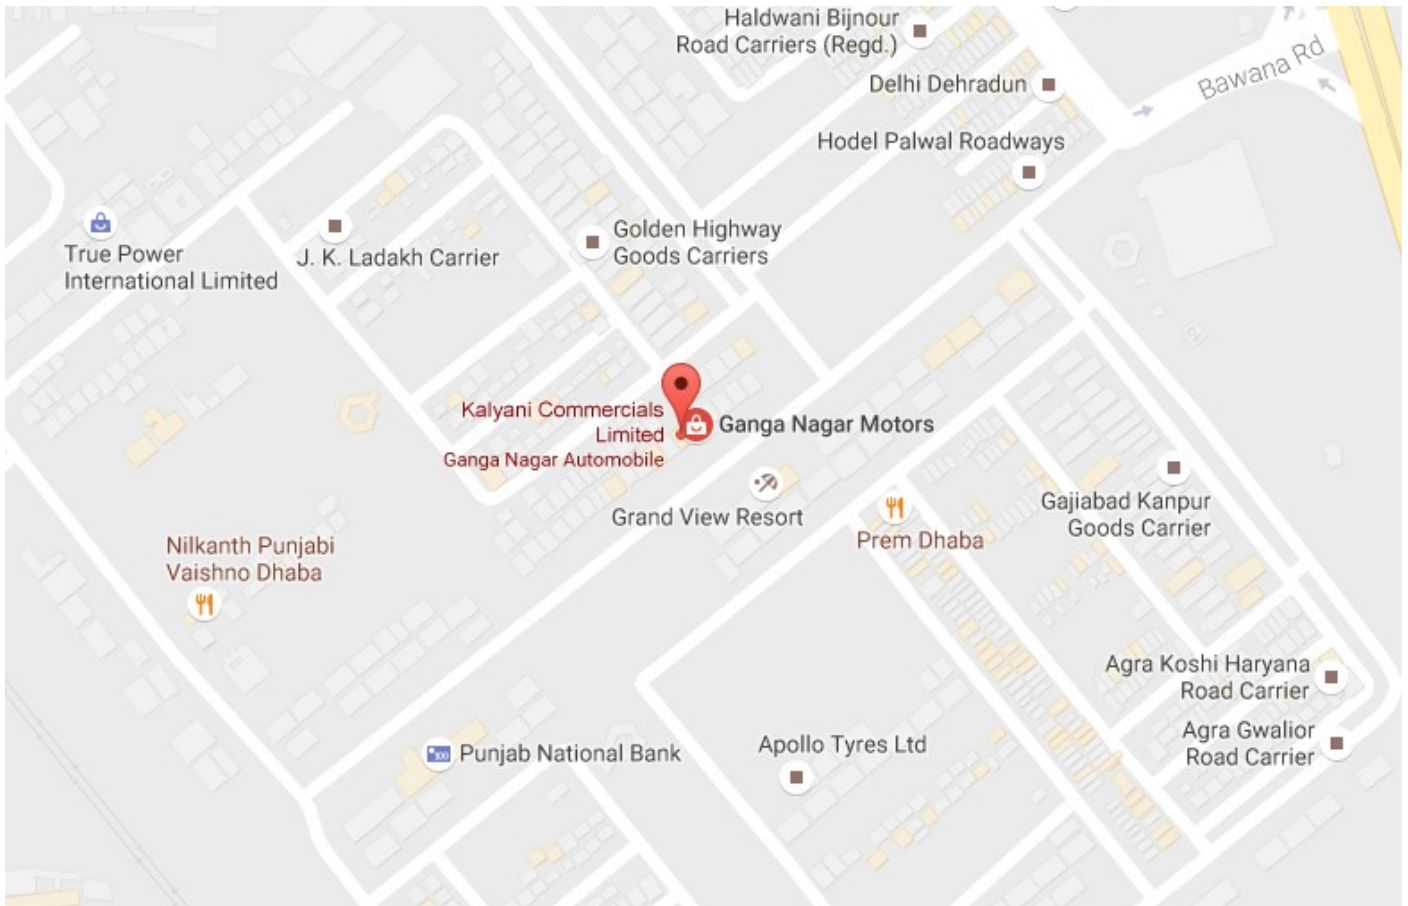 Haldwani Bijnour
Road Carriers (Regd.)
Bawana Rd
Delhi Dehradun
Hodel Palwal Roadways
True Power
International Limited
J. K. Ladakh Carrier
Golden Highway
Goods Carriers
Kalyani Commercials
Limited
Ganga Nagar Automobile
Ganga Nagar Motors
Grand View Resort
Prem Dhaba
Gajiabad Kanpur
Goods Carrier
Nilkanth Punjabi
Vaishno Dhaba
Agra Koshi Haryana
Road Carrier
Agra Gwalior
Road Carrier
Punjab National Bank
Apollo Tyres Ltd